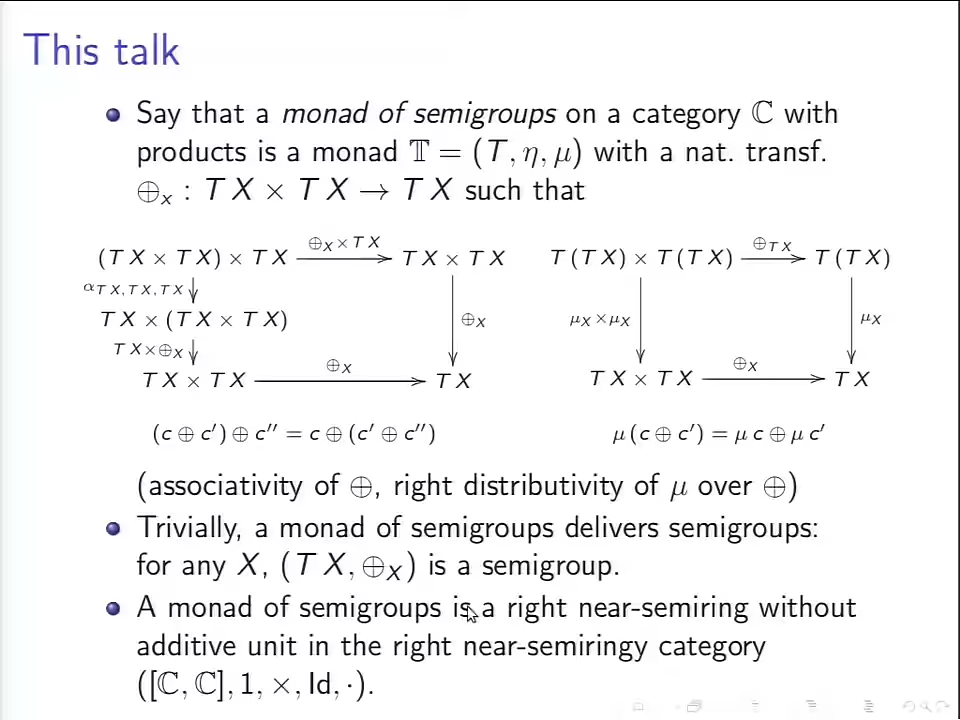 This talk
Say that a monad of semigroups on a category ℂ with
products is a monad 𝕋 = (T, η, μ) with a nat. transf.
⊕ₓ : T X × T X → T X such that
(T X × T X) × T X ⊕_X × T X T X × T X T (T X) × T (T X) ⊕_{T X} T (T X)
α_{T X, T X, T X}
T X × (T X × T X) ⊕_X μ_X × μ_X μ_X
T X × ⊕_X
T X × T X ⊕_X T X T X × T X ⊕_X T X
(c ⊕ c′) ⊕ c′′ = c ⊕ (c′ ⊕ c′′) μ (c ⊕ c′) = μ c ⊕ μ c′
(associativity of ⊕, right distributivity of μ over ⊕)
Trivially, a monad of semigroups delivers semigroups:
for any X, (T X, ⊕_X) is a semigroup.
A monad of semigroups is a right near-semiring without
additive unit in the right near-semiringy category
([ℂ, ℂ], 1, ×, Id, ·).